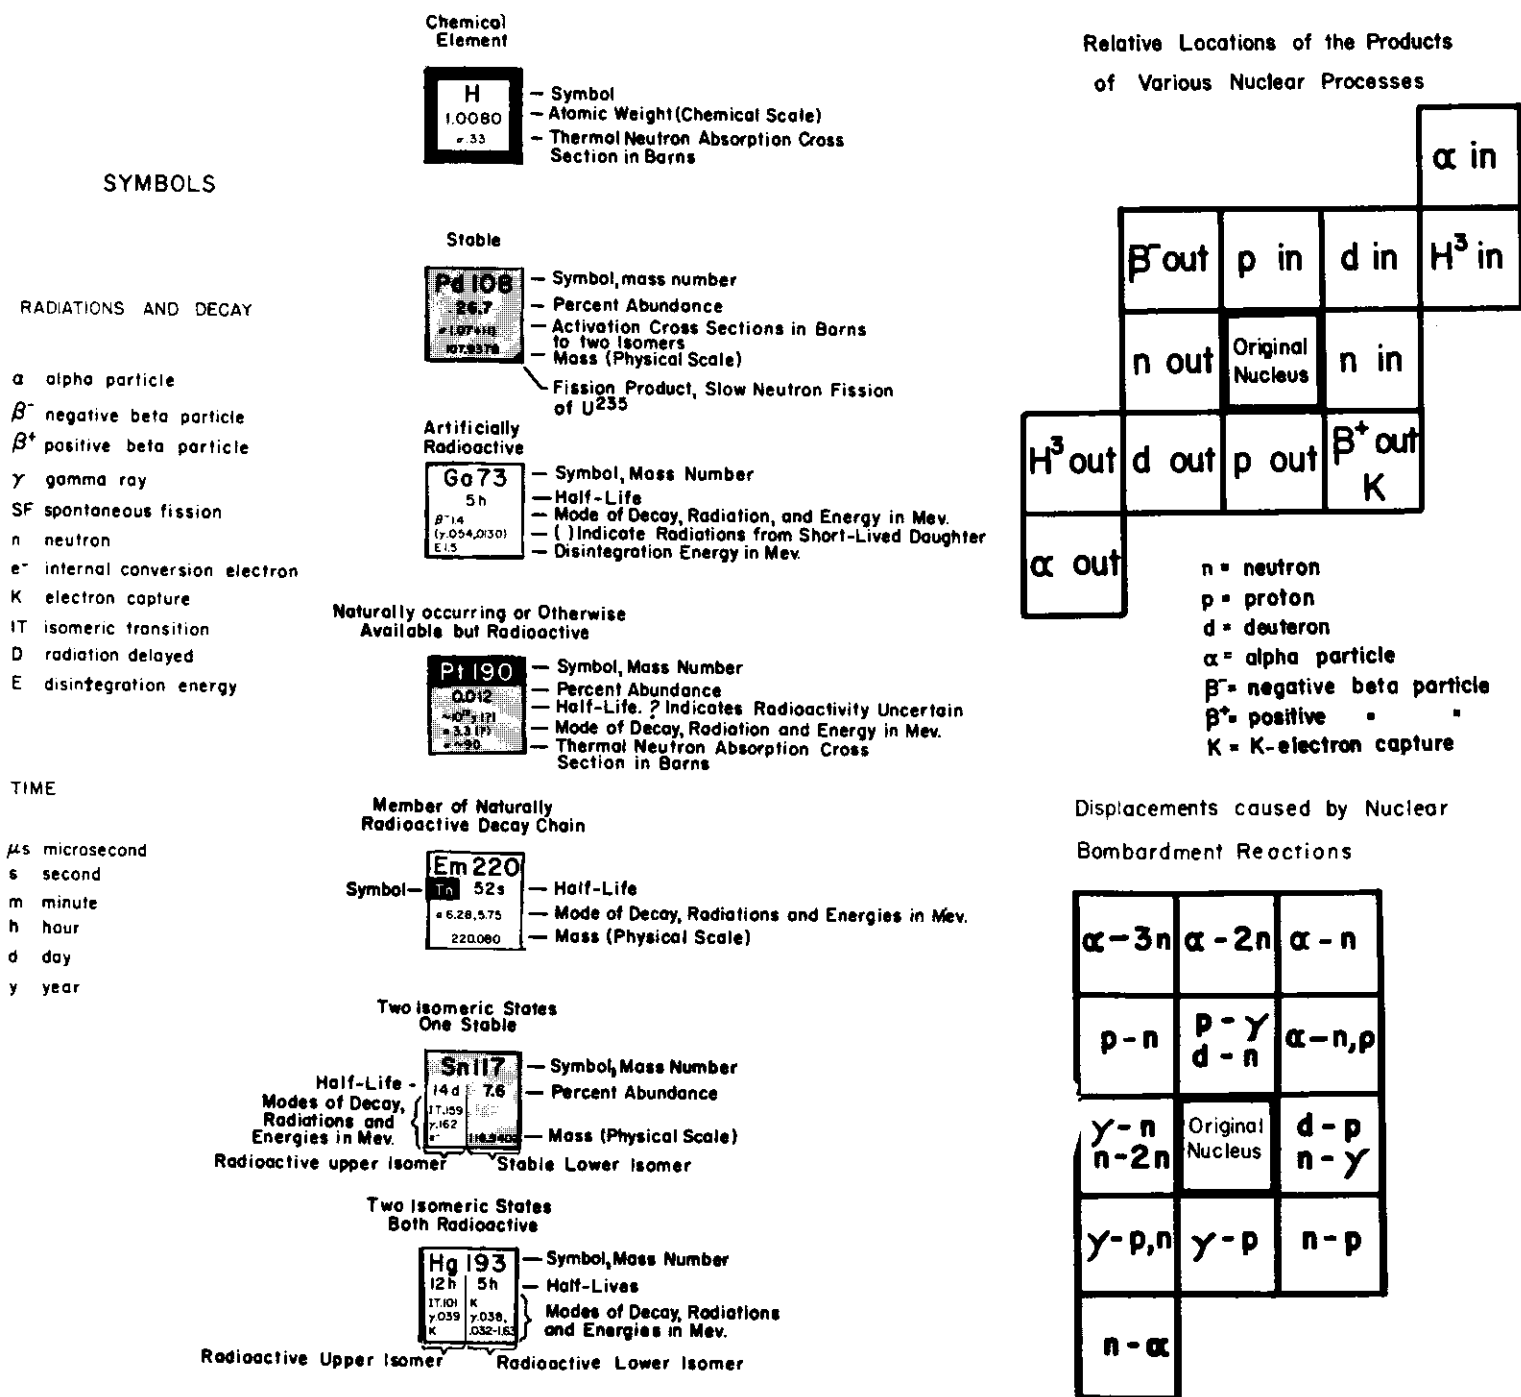 SYMBOLS
RADIATIONS AND DECAY
α alpha particle
β⁻ negative beta particle
β⁺ positive beta particle
γ gamma ray
SF spontaneous fission
n neutron
e⁻ internal conversion electron
K electron capture
IT isomeric transition
D radiation delayed
E disintegration energy
TIME
μs microsecond
s second
m minute
h hour
d day
y year
Chemical
Element
H
1.0080
σ.33
– Symbol
– Atomic Weight (Chemical Scale)
– Thermal Neutron Absorption Cross
Section in Barns
Stable
Pd 108
26.7
107.9378
– Symbol, mass number
– Percent Abundance
– Activation Cross Sections in Barns
to two Isomers
– Mass (Physical Scale)
Fission Product, Slow Neutron Fission
of U²³⁵
Artificially
Radioactive
Ga 73
5h
β⁻1.4
(γ.054,.0130)
E1.5
– Symbol, Mass Number
– Half-Life
– Mode of Decay, Radiation, and Energy in Mev.
– ( ) Indicate Radiations from Short-Lived Daughter
– Disintegration Energy in Mev.
Naturally occurring or Otherwise
Available but Radioactive
Pt 190
0.012
α 3.3 (?)
σ ~90
– Symbol, Mass Number
– Percent Abundance
– Half-Life. ? Indicates Radioactivity Uncertain
– Mode of Decay, Radiation and Energy in Mev.
– Thermal Neutron Absorption Cross
Section in Barns
Member of Naturally
Radioactive Decay Chain
Em 220
Symbol – Tn 52s
α 6.28, 5.75
220.080
– Half-Life
– Mode of Decay, Radiations and Energies in Mev.
– Mass (Physical Scale)
Two Isomeric States
One Stable
Sn 117
14d 7.6
IT.159
γ.162
e⁻
Half-Life -
Modes of Decay,
Radiations and
Energies in Mev.
– Symbol, Mass Number
– Percent Abundance
– Mass (Physical Scale)
Radioactive upper Isomer
Stable Lower Isomer
Two Isomeric States
Both Radioactive
Hg 193
12h 5h
IT.101 K
γ.039 γ.038,
K .032-1.63
– Symbol, Mass Number
– Half-Lives
Modes of Decay, Radiations
and Energies in Mev.
Radioactive Upper Isomer
Radioactive Lower Isomer
Relative Locations of the Products
of Various Nuclear Processes
α in
β⁻ out p in d in H³ in
n out Original Nucleus n in
H³ out d out p out β⁺ out K
α out
n = neutron
p = proton
d = deuteron
α = alpha particle
β⁻ = negative beta particle
β⁺ = positive " "
K = K-electron capture
Displacements caused by Nuclear
Bombardment Reactions
α - 3n α - 2n α - n
p - n p - γ d - n α - n,p
γ - n n - 2n Original Nucleus d - p n - γ
γ - p,n γ - p n - p
n - α